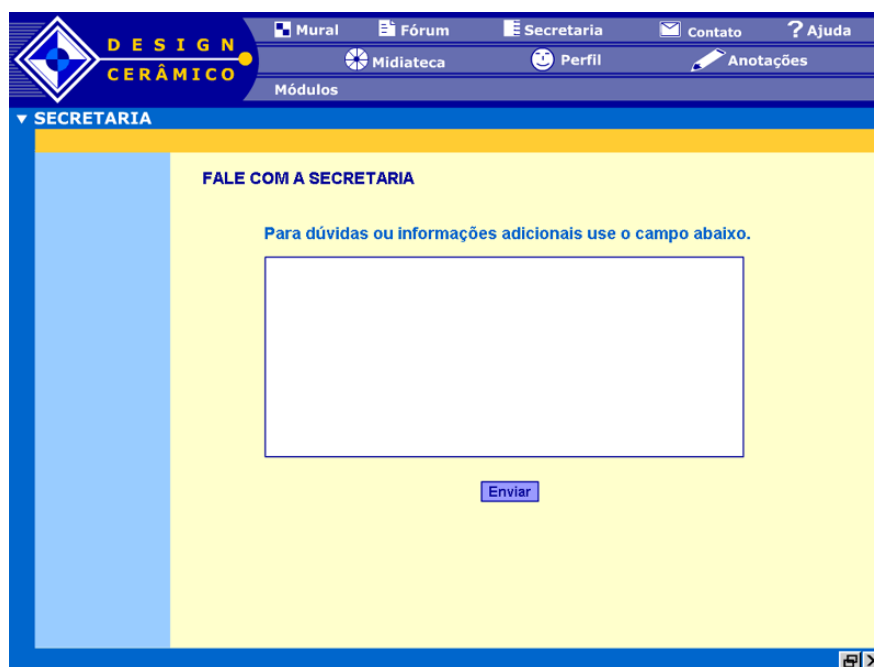 DESIGN
CERÂMICO
Mural Fórum Secretaria Contato ? Ajuda
Midiateca Perfil Anotações
Módulos
SECRETARIA
FALE COM A SECRETARIA
Para dúvidas ou informações adicionais use o campo abaixo.
Enviar